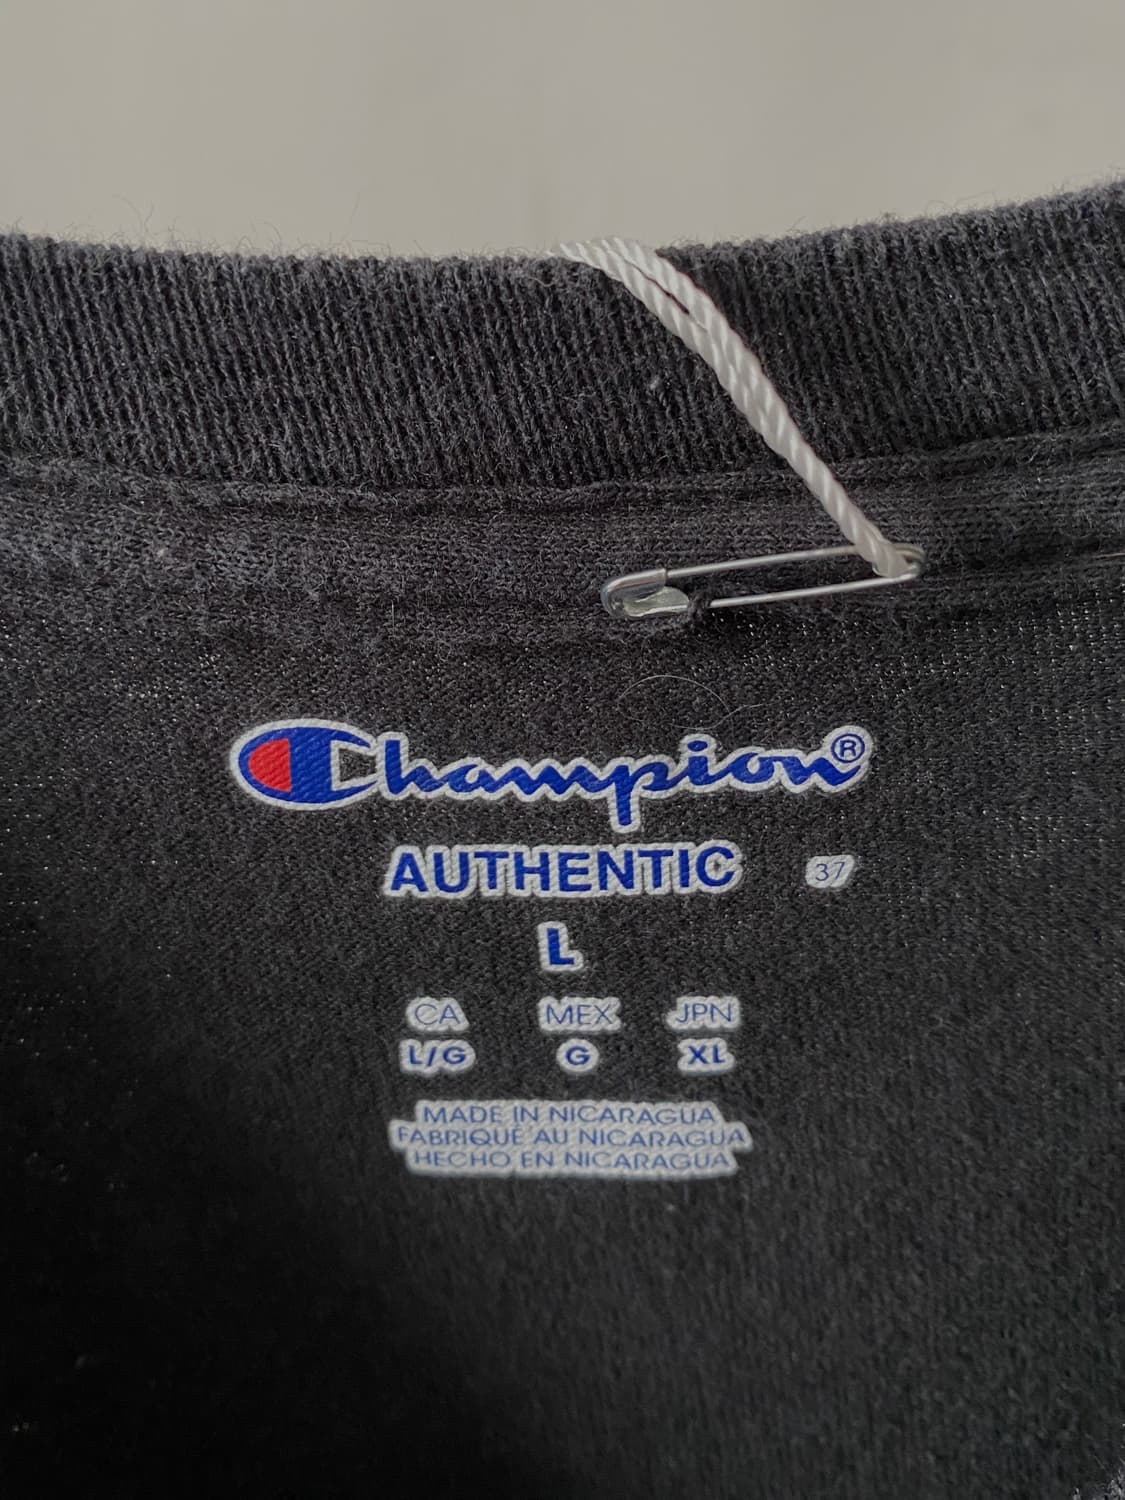 Champion®
AUTHENTIC 37
L
CA MEX JPN
L/G G XL
MADE IN NICARAGUA
FABRIQUÉ AU NICARAGUA
HECHO EN NICARAGUA